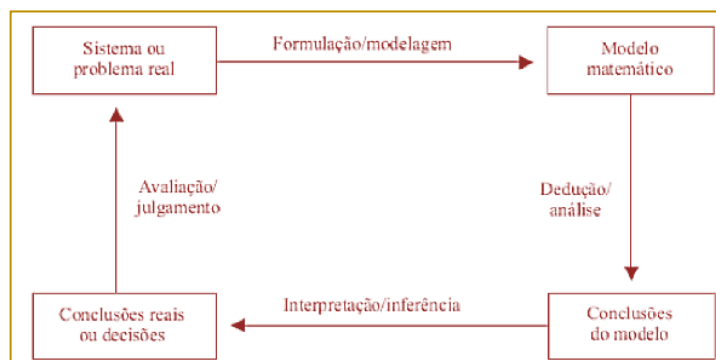 Sistema ou
problema real
Formulação/modelagem
Modelo
matemático
Avaliação/
julgamento
Dedução/
análise
Conclusões reais
ou decisões
Interpretação/inferência
Conclusões
do modelo